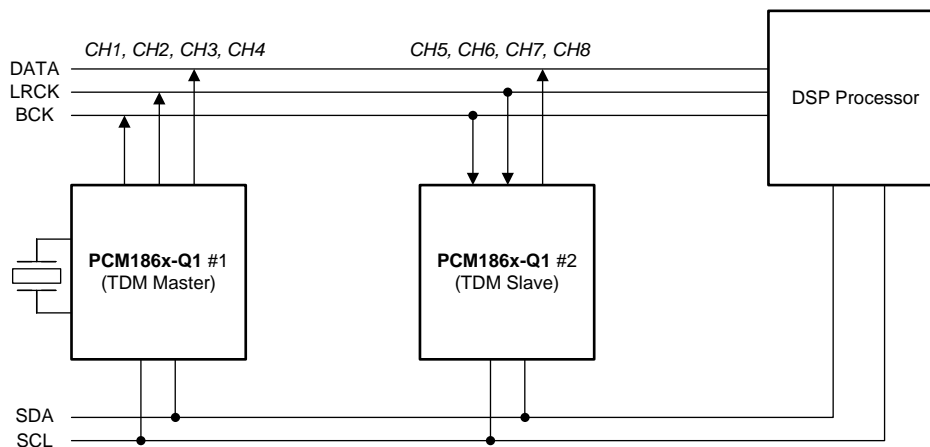 CH1, CH2, CH3, CH4
CH5, CH6, CH7, CH8
DATA
LRCK
BCK
DSP Processor
PCM186x-Q1 #1
(TDM Master)
PCM186x-Q1 #2
(TDM Slave)
SDA
SCL